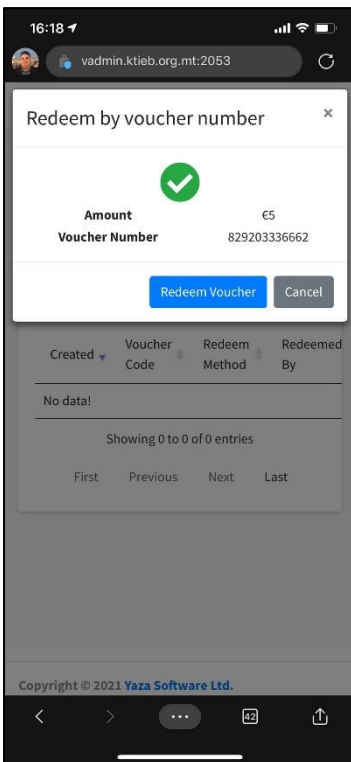 16:18
vadmin.ktieb.org.mt:2053
Redeem by voucher number ×
Amount €5
Voucher Number 829203336662
Redeem Voucher Cancel
Created Voucher Code Redeem Method Redeemed By
No data!
Showing 0 to 0 of 0 entries
First Previous Next Last
Copyright © 2021 Yaza Software Ltd.
42